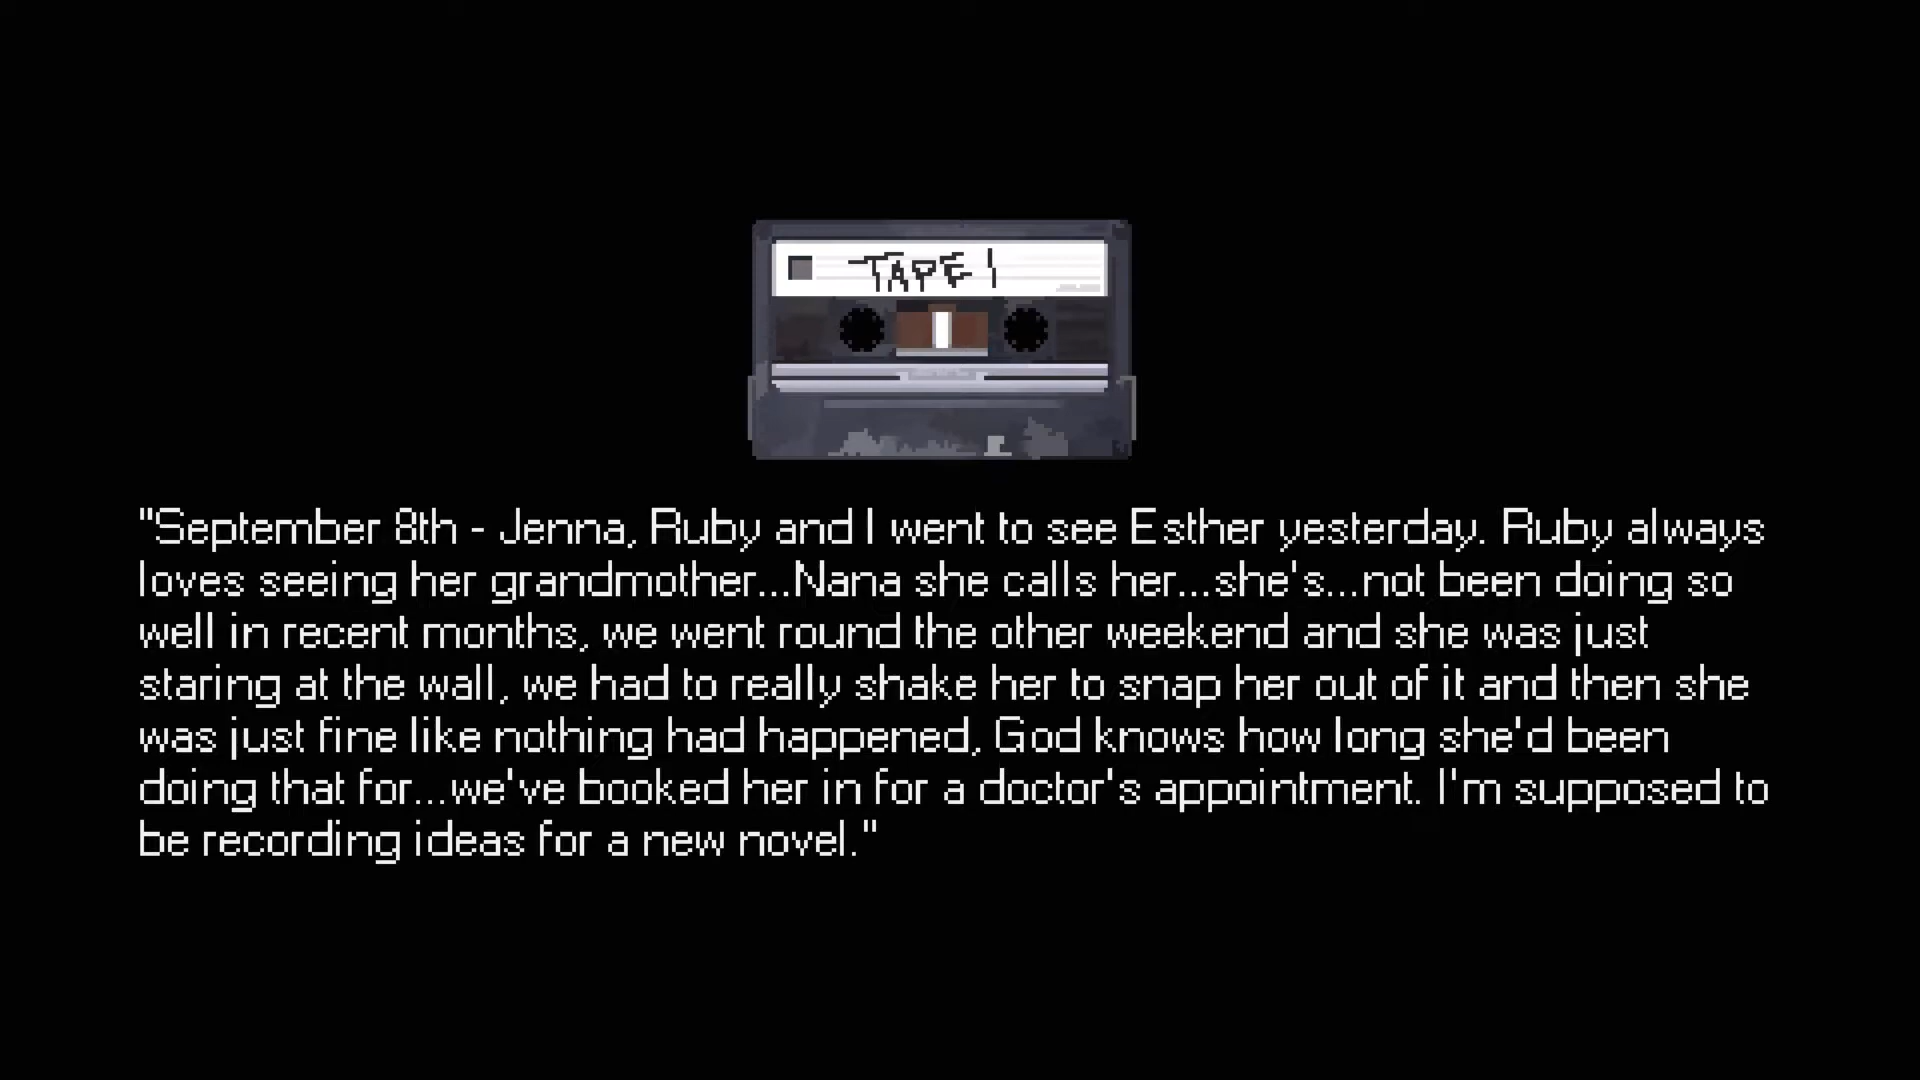 TAPE 1
"September 8th - Jenna, Ruby and I went to see Esther yesterday. Ruby always
loves seeing her grandmother...Nana she calls her...she's...not been doing so
well in recent months, we went round the other weekend and she was just
staring at the wall, we had to really shake her to snap her out of it and then she
was just fine like nothing had happened, God knows how long she'd been
doing that for...we've booked her in for a doctor's appointment. I'm supposed to
be recording ideas for a new novel."